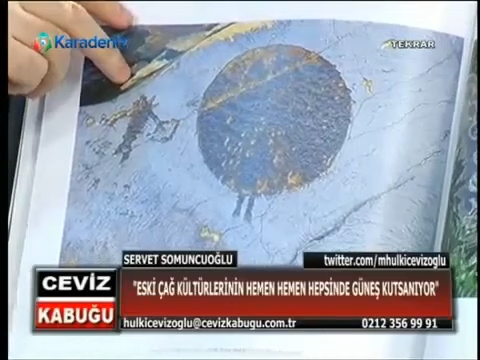 Karadeniz
TEKRAR
SERVET SOMUNCUOĞLU
twitter.com/mhulkicevizoglu
CEVİZ
KABUĞU
"ESKİ ÇAĞ KÜLTÜRLERİNİN HEMEN HEMEN HEPSİNDE GÜNEŞ KUTSANIYOR"
hulkicevizoglu@cevizkabugu.com.tr
0212 356 99 91